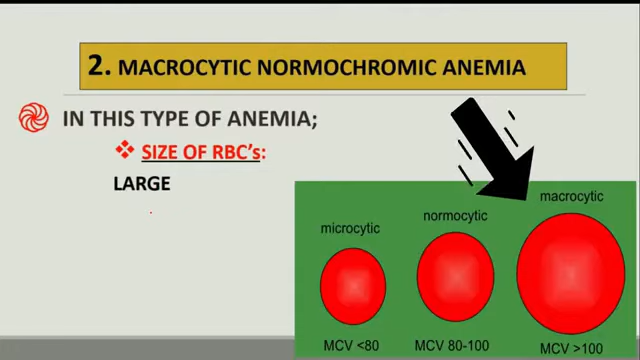 2. MACROCYTIC NORMOCHROMIC ANEMIA
IN THIS TYPE OF ANEMIA;
SIZE OF RBC's:
LARGE
microcytic
normocytic
macrocytic
MCV <80
MCV 80-100
MCV >100